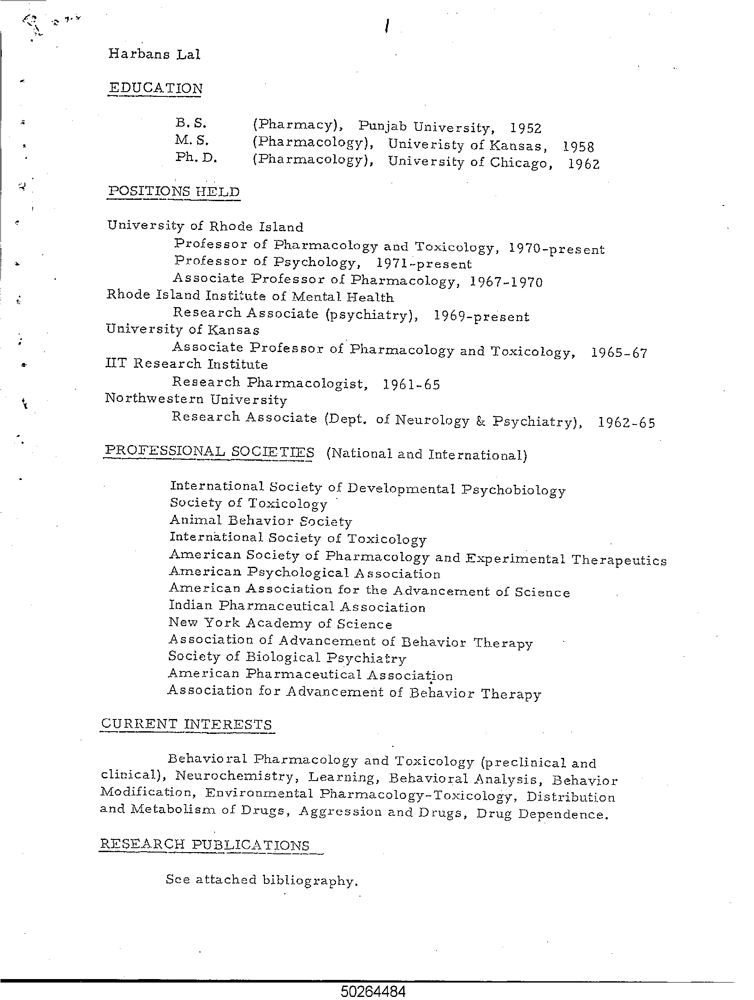 1
Harbans Lal
EDUCATION
B.S. (Pharmacy), Punjab University, 1952
M.S. (Pharmacology), Univeristy of Kansas, 1958
Ph.D. (Pharmacology), University of Chicago, 1962
POSITIONS HELD
University of Rhode Island
Professor of Pharmacology and Toxicology, 1970-present
Professor of Psychology, 1971-present
Associate Professor of Pharmacology, 1967-1970
Rhode Island Institute of Mental Health
Research Associate (psychiatry), 1969-present
University of Kansas
Associate Professor of Pharmacology and Toxicology, 1965-67
IIT Research Institute
Research Pharmacologist, 1961-65
Northwestern University
Research Associate (Dept. of Neurology & Psychiatry), 1962-65
PROFESSIONAL SOCIETIES (National and International)
International Society of Developmental Psychobiology
Society of Toxicology
Animal Behavior Society
International Society of Toxicology
American Society of Pharmacology and Experimental Therapeutics
American Psychological Association
American Association for the Advancement of Science
Indian Pharmaceutical Association
New York Academy of Science
Association of Advancement of Behavior Therapy
Society of Biological Psychiatry
American Pharmaceutical Association
Association for Advancement of Behavior Therapy
CURRENT INTERESTS
Behavioral Pharmacology and Toxicology (preclinical and
clinical), Neurochemistry, Learning, Behavioral Analysis, Behavior
Modification, Environmental Pharmacology-Toxicology, Distribution
and Metabolism of Drugs, Aggression and Drugs, Drug Dependence.
RESEARCH PUBLICATIONS
See attached bibliography.
50264484